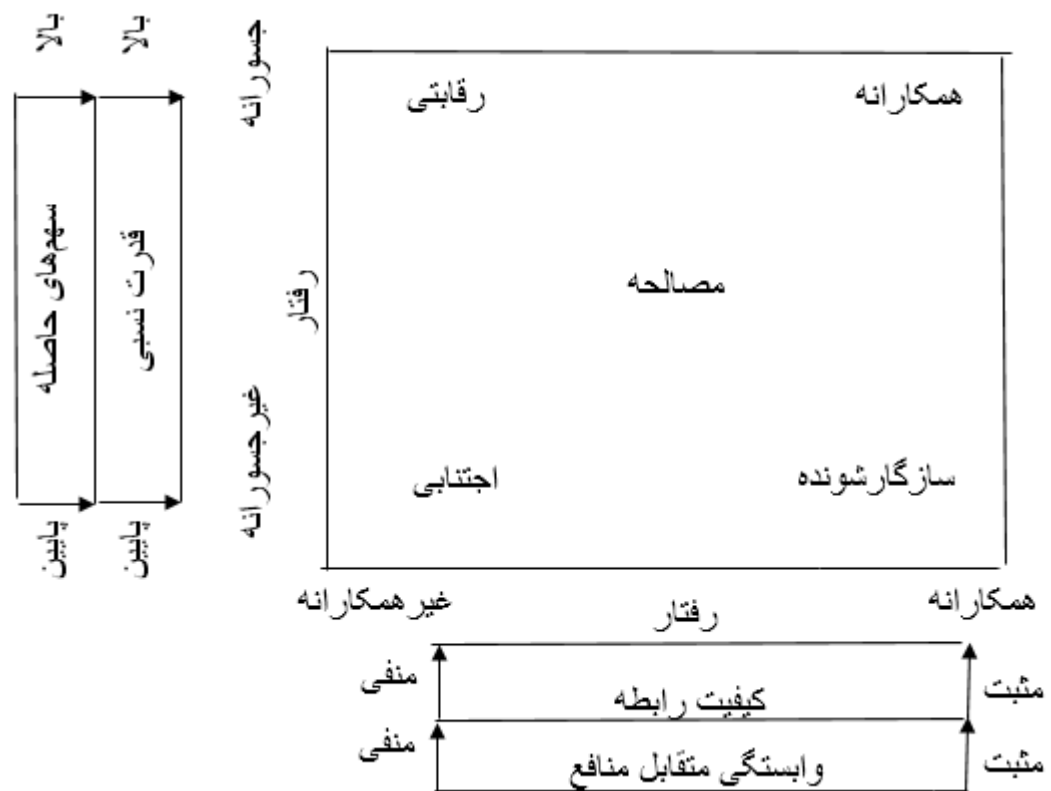 بالا
بالا
جسورانه
رقابتی
همکارانه
سهم‌های حاصله
قدرت نسبی
رفتار
مصالحه
غیرجسورانه
اجتنابی
سازگارشونده
پایین
پایین
غیرهمکارانه
رفتار
همکارانه
منفی
کیفیت رابطه
مثبت
منفی
وابستگی متقابل منافع
مثبت